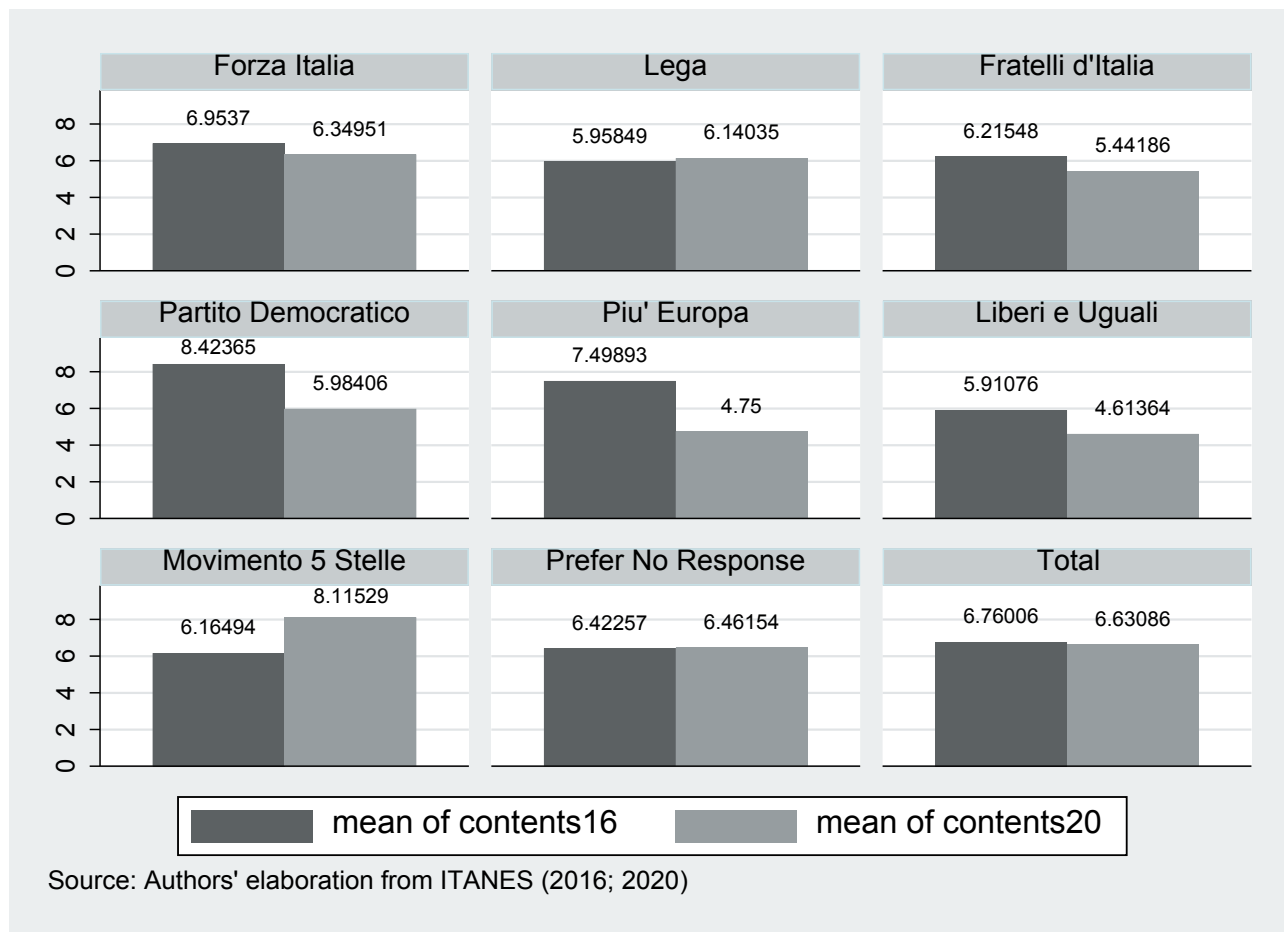 Forza Italia
Lega
Fratelli d'Italia
0 2 4 6 8
6.9537
6.34951
5.95849
6.14035
6.21548
5.44186
Partito Democratico
Piu' Europa
Liberi e Uguali
0 2 4 6 8
8.42365
5.98406
7.49893
4.75
5.91076
4.61364
Movimento 5 Stelle
Prefer No Response
Total
0 2 4 6 8
6.16494
8.11529
6.42257
6.46154
6.76006
6.63086
mean of contents16
mean of contents20
Source: Authors' elaboration from ITANES (2016; 2020)